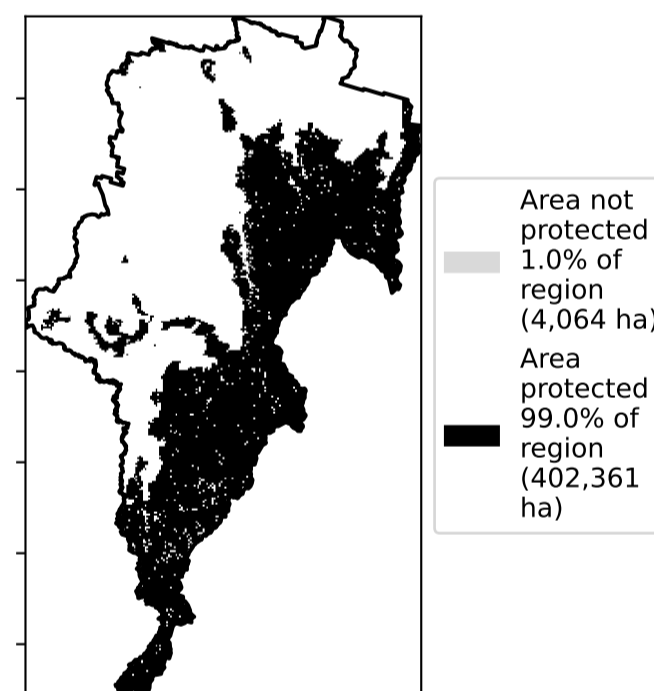 Area not
protected
1.0% of
region
(4,064 ha)
Area
protected
99.0% of
region
(402,361
ha)